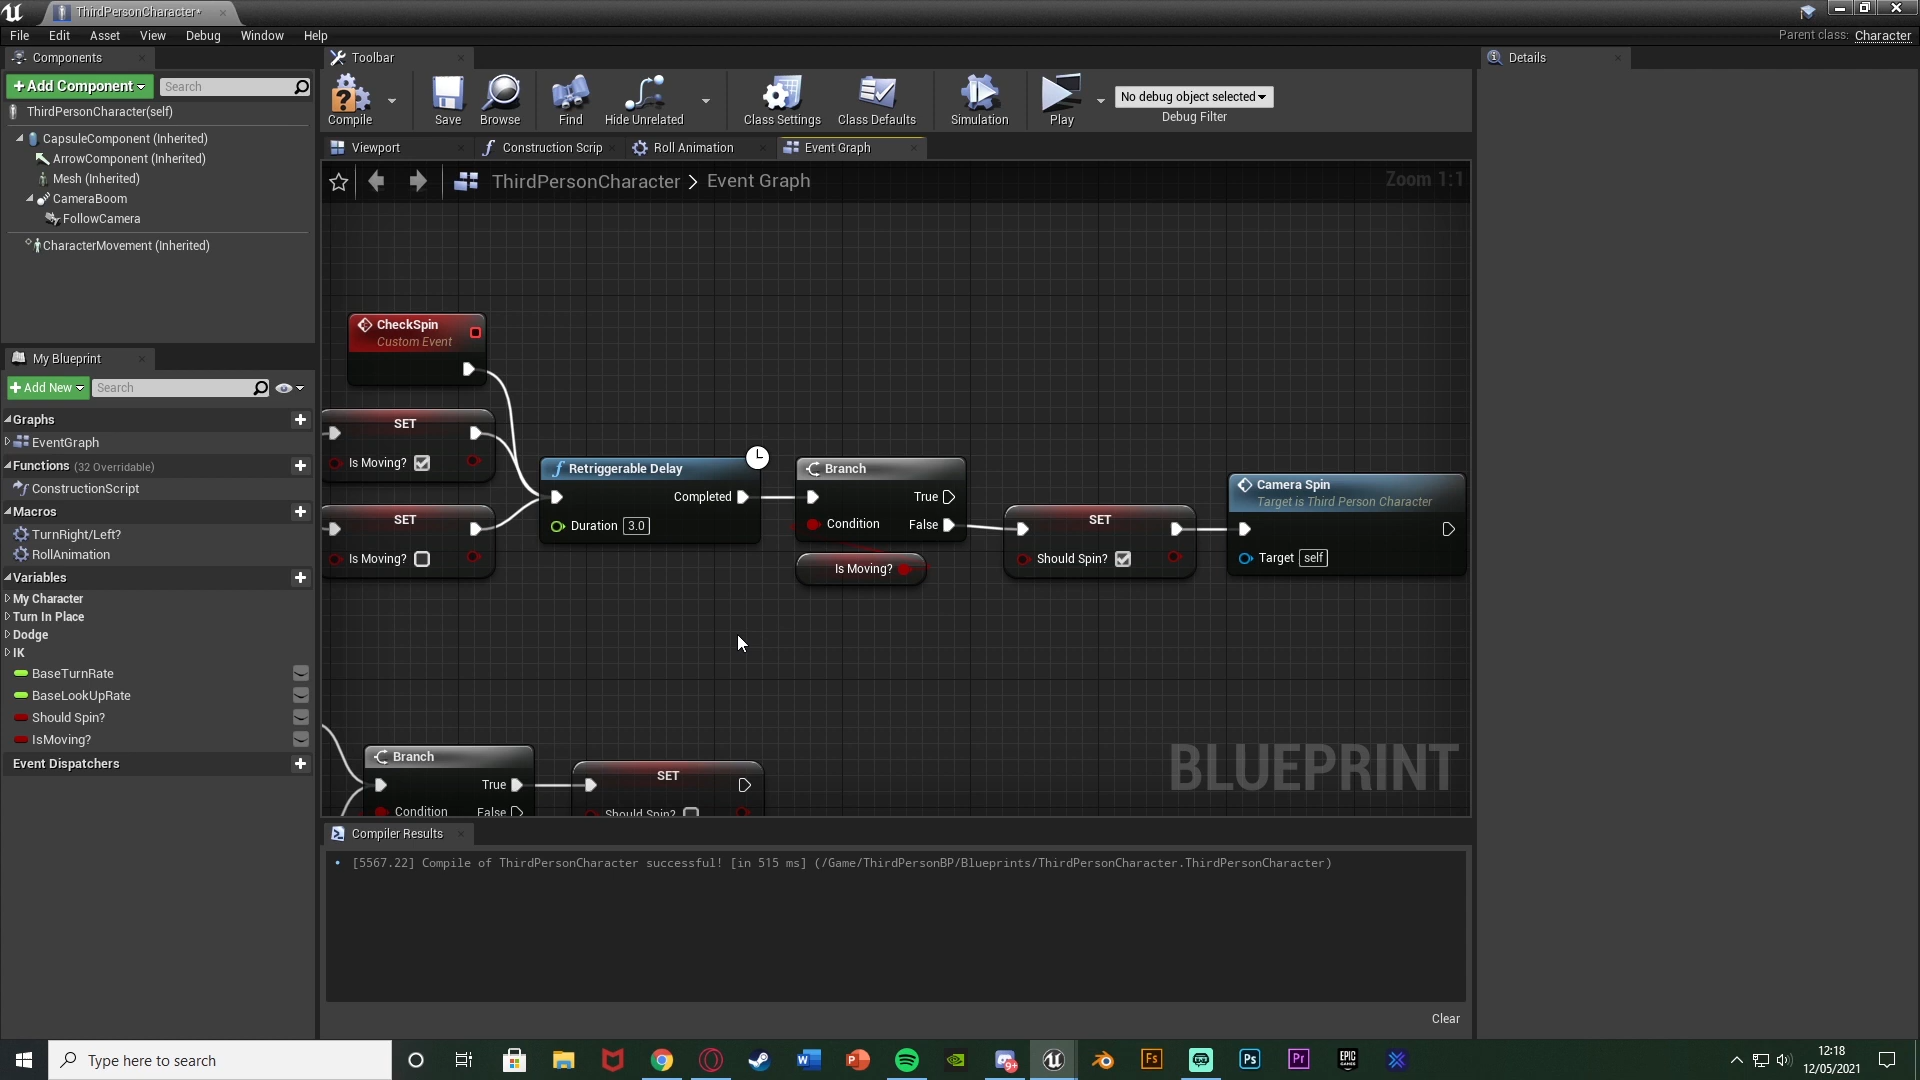 ThirdPersonCharacter*
File Edit Asset View Debug Window Help
Parent class: Character
Components
Add Component
Search
ThirdPersonCharacter(self)
CapsuleComponent (Inherited)
ArrowComponent (Inherited)
Mesh (Inherited)
CameraBoom
FollowCamera
CharacterMovement (Inherited)
My Blueprint
Add New
Search
Graphs
EventGraph
Functions (32 Overridable)
ConstructionScript
Macros
TurnRight/Left?
RollAnimation
Variables
My Character
Turn In Place
Dodge
IK
BaseTurnRate
BaseLookUpRate
Should Spin?
IsMoving?
Event Dispatchers
Toolbar
Compile
Save
Browse
Find
Hide Unrelated
Class Settings
Class Defaults
Simulation
Play
No debug object selected
Debug Filter
Viewport
Construction Scrip
Roll Animation
Event Graph
ThirdPersonCharacter > Event Graph
Zoom 1:1
CheckSpin
Custom Event
SET
Is Moving?
SET
Is Moving?
Retriggerable Delay
Completed
Duration 3.0
Branch
True
Condition False
Is Moving?
SET
Should Spin?
Camera Spin
Target is Third Person Character
Target self
Branch
True
Condition False
SET
Should Spin?
BLUEPRINT
Compiler Results
[5567.22] Compile of ThirdPersonCharacter successful! [in 515 ms] (/Game/ThirdPersonBP/Blueprints/ThirdPersonCharacter.ThirdPersonCharacter)
Clear
Details
Type here to search
W
P
9+
Fs
Ps
Pr
EPIC GAMES
12:18
12/05/2021